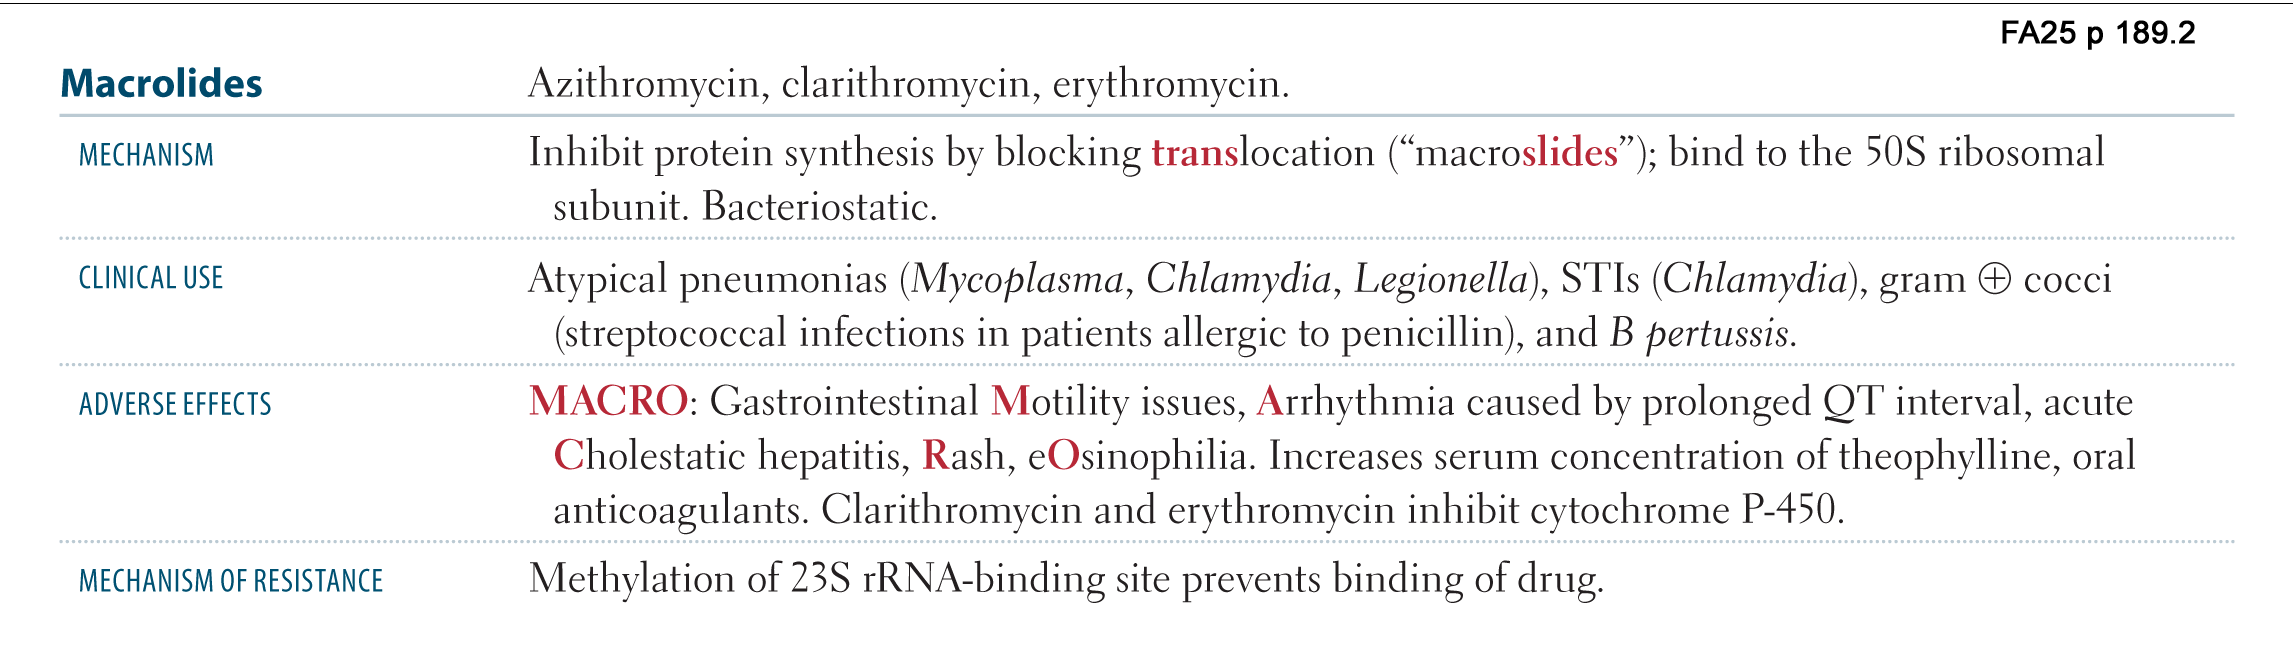 FA25 p 189.2
Macrolides Azithromycin, clarithromycin, erythromycin.
MECHANISM Inhibit protein synthesis by blocking translocation (“macroslides”); bind to the 50S ribosomal
subunit. Bacteriostatic.
CLINICAL USE Atypical pneumonias (Mycoplasma, Chlamydia, Legionella), STIs (Chlamydia), gram ⊕ cocci
(streptococcal infections in patients allergic to penicillin), and B pertussis.
ADVERSE EFFECTS MACRO: Gastrointestinal Motility issues, Arrhythmia caused by prolonged QT interval, acute
Cholestatic hepatitis, Rash, eOsinophilia. Increases serum concentration of theophylline, oral
anticoagulants. Clarithromycin and erythromycin inhibit cytochrome P-450.
MECHANISM OF RESISTANCE Methylation of 23S rRNA-binding site prevents binding of drug.